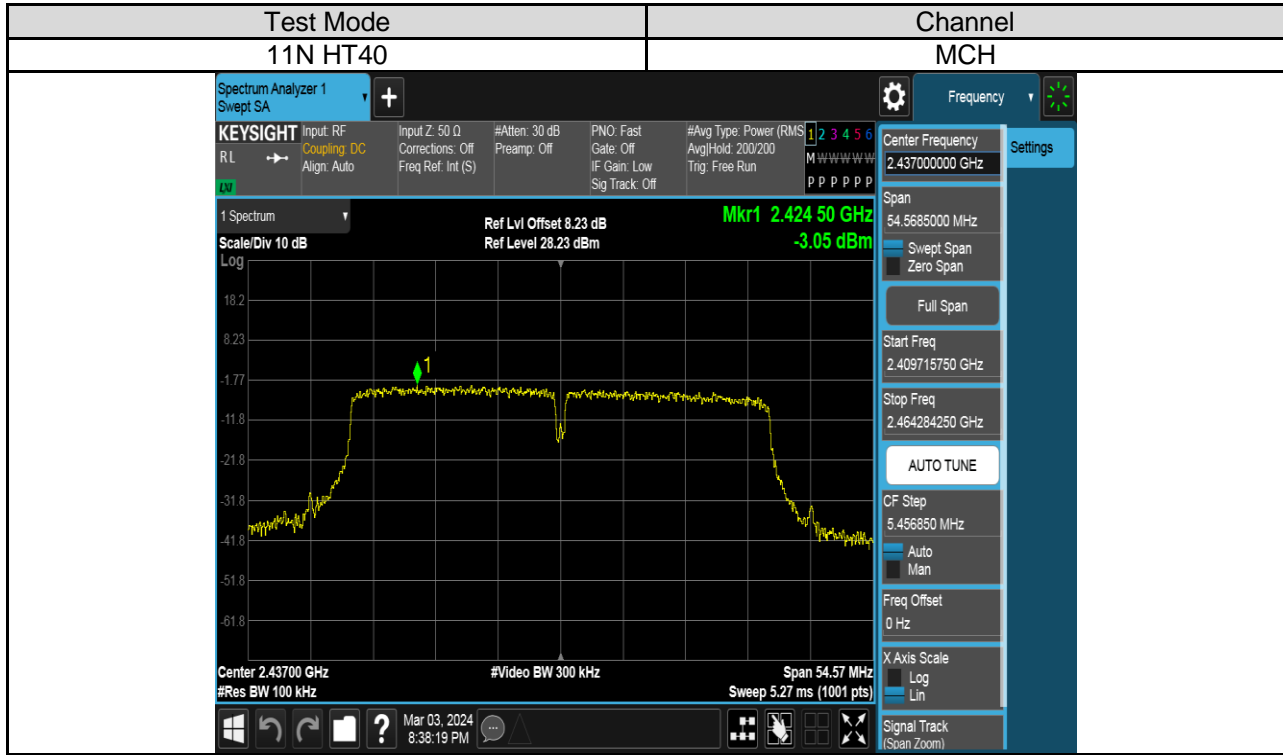 Test Mode Channel
11N HT40 MCH
Spectrum Analyzer 1
Swept SA
Frequency
KEYSIGHT
RL
LXI
Input: RF
Coupling: DC
Align: Auto
Input Z: 50 Ω
Corrections: Off
Freq Ref: Int (S)
#Atten: 30 dB
Preamp: Off
PNO: Fast
Gate: Off
IF Gain: Low
Sig Track: Off
#Avg Type: Power (RMS
Avg|Hold: 200/200
Trig: Free Run
1 2 3 4 5 6
M W W W W W
P P P P P P
1 Spectrum
Scale/Div 10 dB
Log
Ref Lvl Offset 8.23 dB
Ref Level 28.23 dBm
Mkr1 2.424 50 GHz
-3.05 dBm
18.2
8.23
-1.77
-11.8
-21.8
-31.8
-41.8
-51.8
-61.8
1
Center 2.43700 GHz
#Res BW 100 kHz
#Video BW 300 kHz
Span 54.57 MHz
Sweep 5.27 ms (1001 pts)
Center Frequency
2.437000000 GHz
Settings
Span
54.5685000 MHz
Swept Span
Zero Span
Full Span
Start Freq
2.409715750 GHz
Stop Freq
2.464284250 GHz
AUTO TUNE
CF Step
5.456850 MHz
Auto
Man
Freq Offset
0 Hz
X Axis Scale
Log
Lin
Signal Track
(Span Zoom)
?
Mar 03, 2024
8:38:19 PM